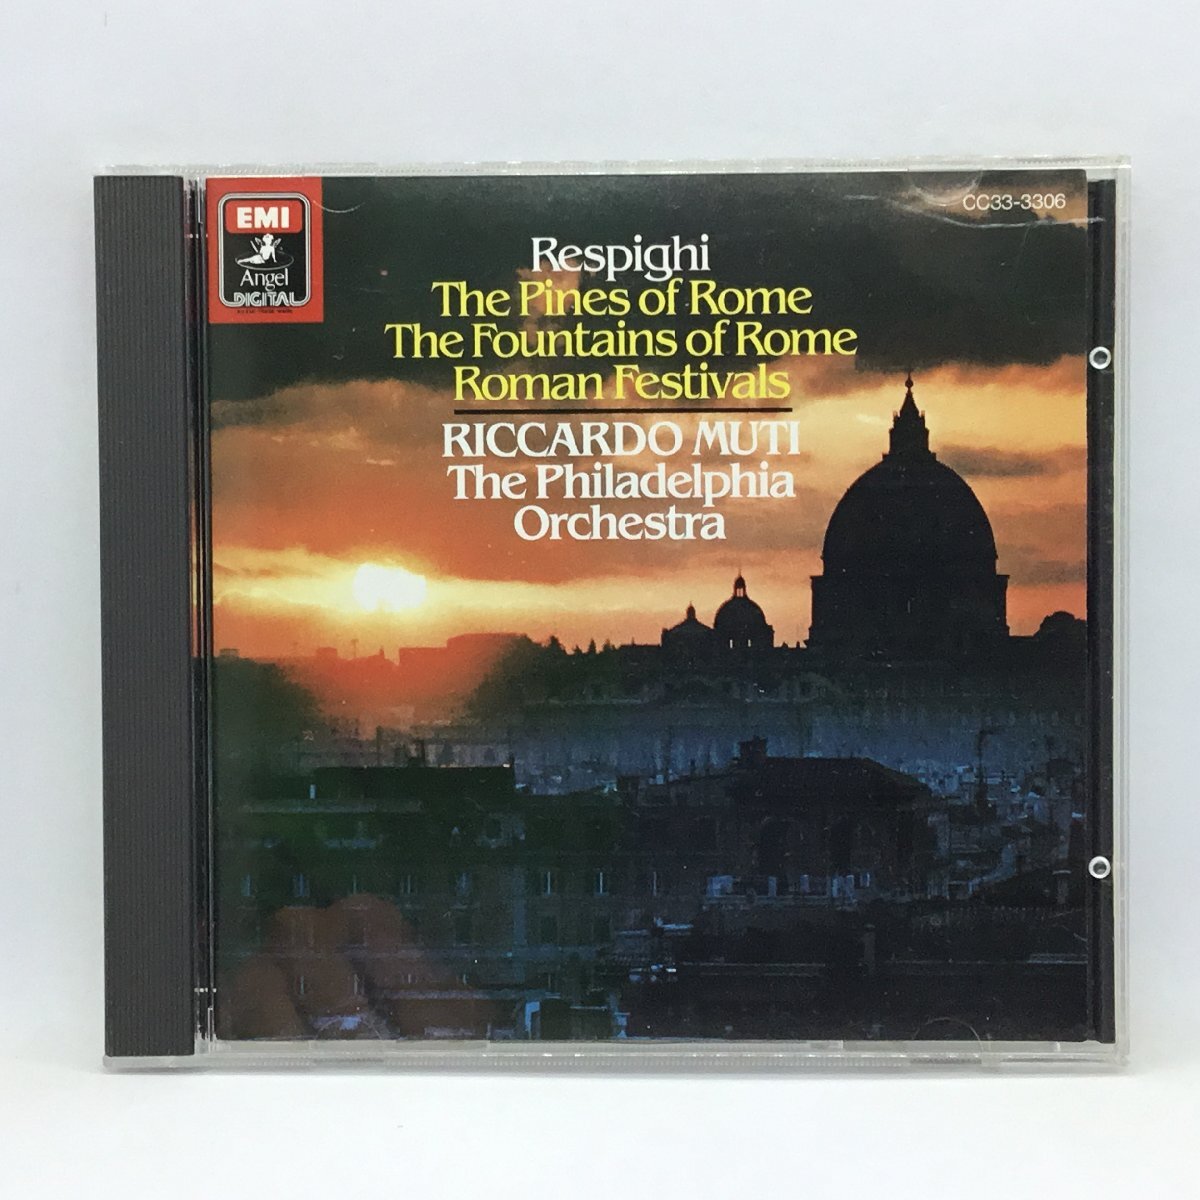 EMI
Angel
DIGITAL
CC33-3306
Respighi
The Pines of Rome
The Fountains of Rome
Roman Festivals
RICCARDO MUTI
The Philadelphia
Orchestra